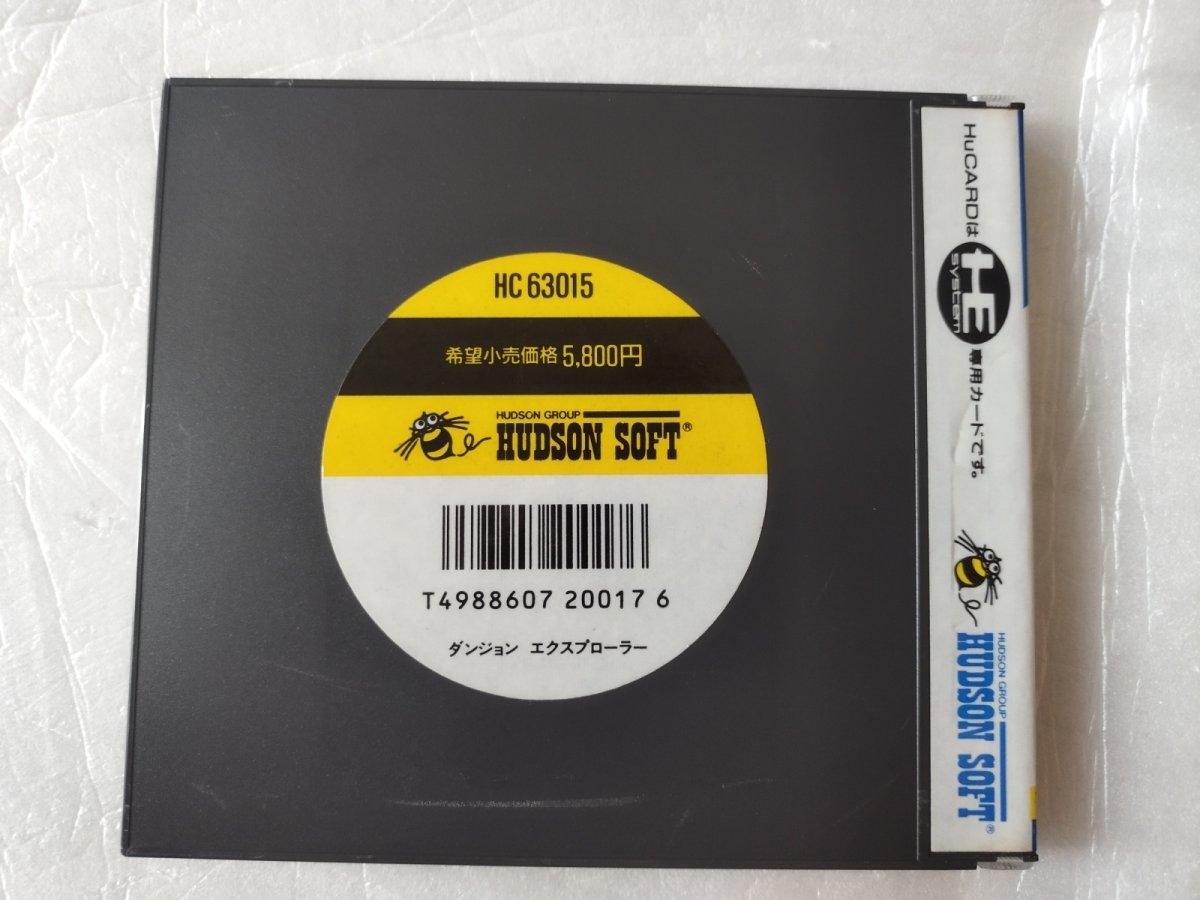 HC 63015
希望小売価格 5,800円
HUDSON GROUP
HUDSON SOFT®
T4988607 20017 6
ダンジョン エクスプローラー
HuCARDは HE system 専用カードです。
HUDSON GROUP
HUDSON SOFT®